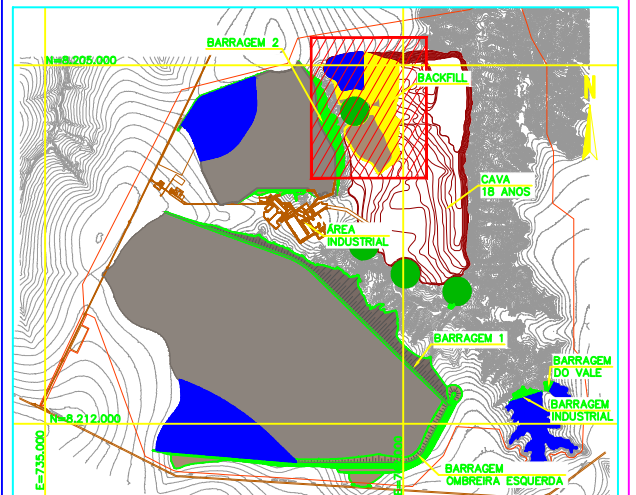 BARRAGEM 2
N=8.205.000
BACKFILL
N
CAVA
18 ANOS
ÁREA
INDUSTRIAL
BARRAGEM 1
BARRAGEM
DO VALE
BARRAGEM
INDUSTRIAL
N=8.212.000
E=735.000
BARRAGEM
OMBREIRA ESQUERDA